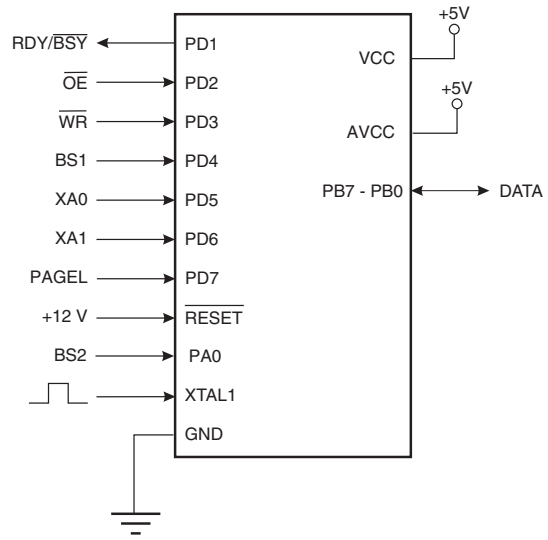 +5V
RDY/BSY PD1
VCC
OE PD2
+5V
WR PD3
AVCC
BS1 PD4
XA0 PD5 PB7 - PB0 DATA
XA1 PD6
PAGEL PD7
+12 V RESET
BS2 PA0
XTAL1
GND